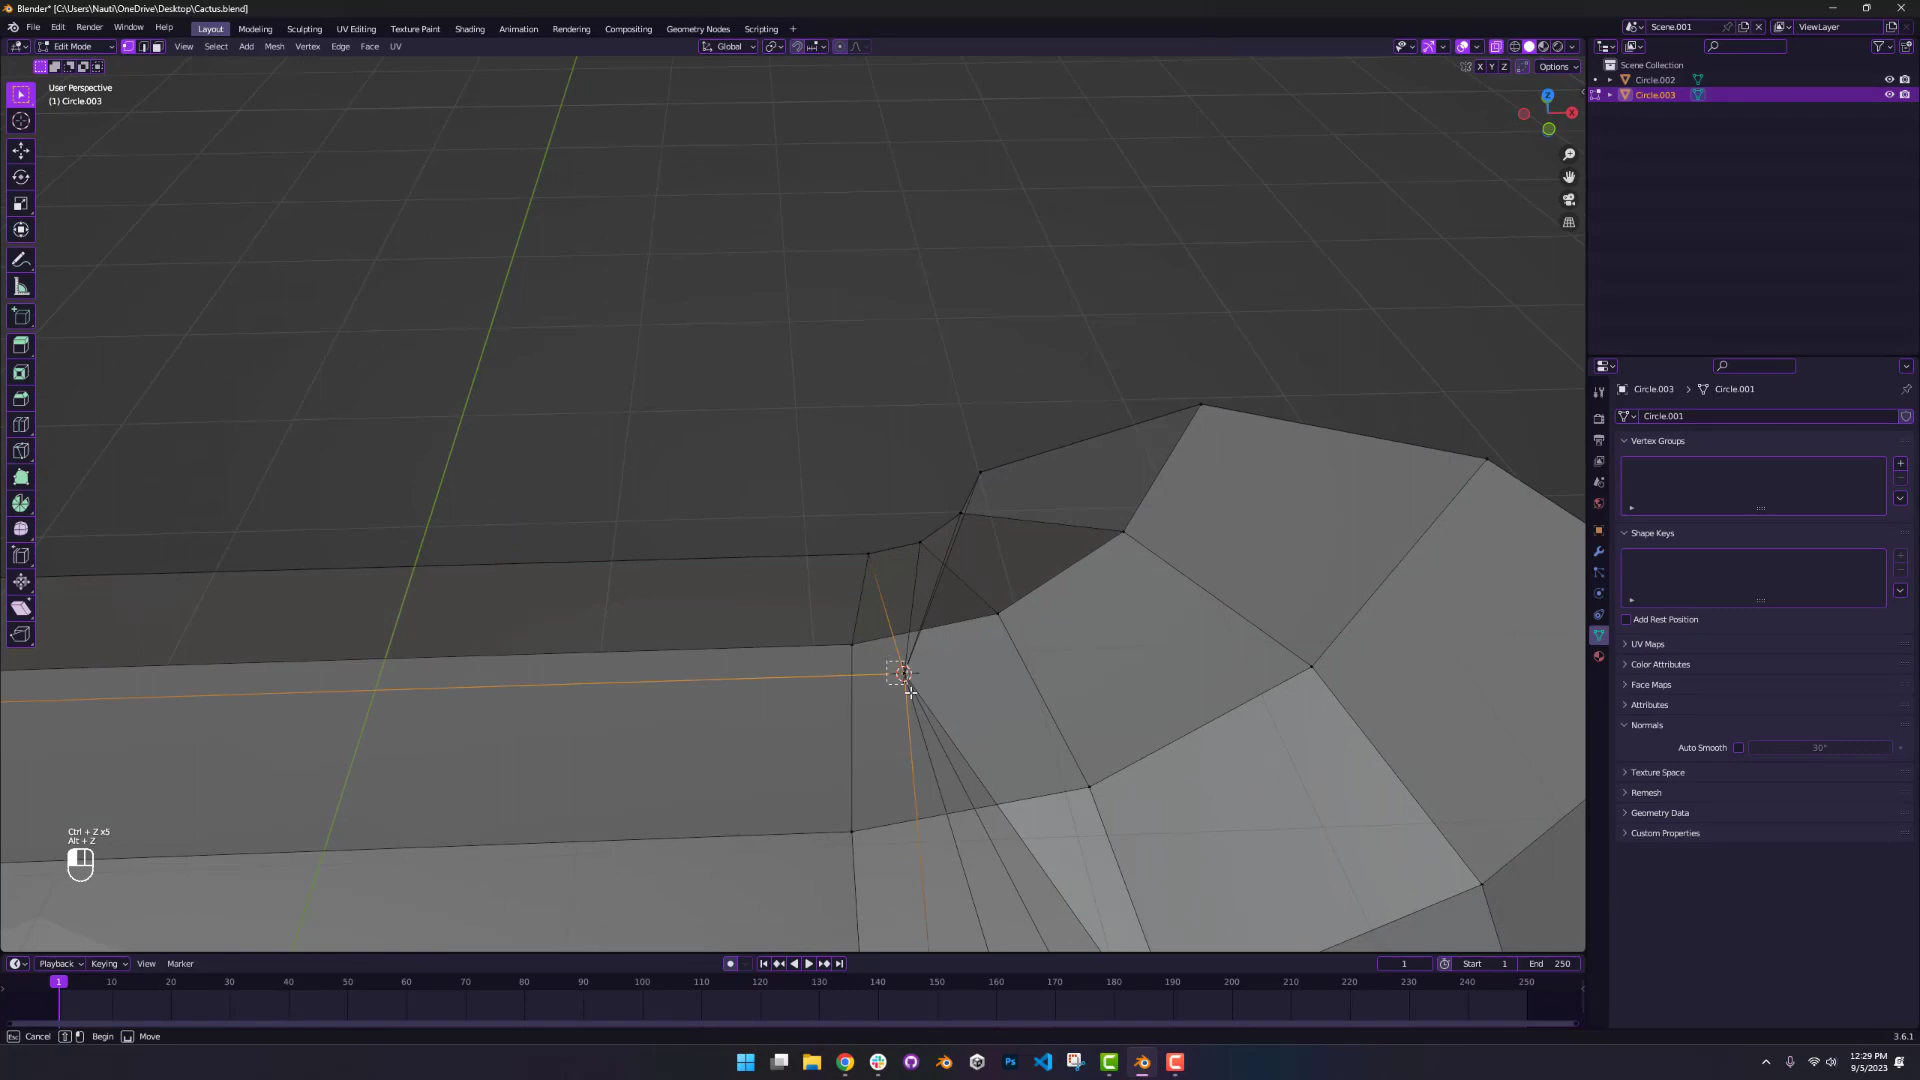 Blender* [C:\Users\Nauti\OneDrive\Desktop\Cactus.blend]
File Edit Render Window Help Layout Modeling Sculpting UV Editing Texture Paint Shading Animation Rendering Compositing Geometry Nodes Scripting + Scene.001 ViewLayer
Edit Mode View Select Add Mesh Vertex Edge Face UV Global
X Y Z Options
User Perspective
(1) Circle.003
Scene Collection
Circle.002
Circle.003
Z
X
Circle.003 > Circle.001
Circle.001
Vertex Groups
Shape Keys
Add Rest Position
UV Maps
Color Attributes
Face Maps
Attributes
Normals
Auto Smooth 30°
Texture Space
Remesh
Geometry Data
Custom Properties
Ctrl + Z x5
Alt + Z
Playback Keying View Marker 1 Start 1 End 250
1 10 20 30 40 50 60 70 80 90 100 110 120 130 140 150 160 170 180 190 200 210 220 230 240 250
Esc Cancel Begin Move 3.6.1
Ps
12:29 PM
9/5/2023